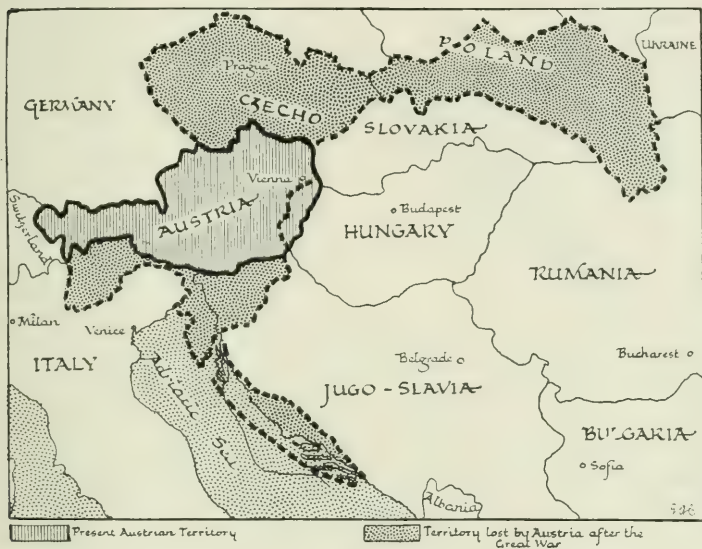 Prague
POLAND
UKRAINE
GERMANY
CZECHO
SLOVAKIA
Vienna
Switzerland
AUSTRIA
Budapest
HUNGARY
RUMANIA
Milan
Venice
Bucharest
ITALY
Adriatic Sea
Belgrade
JUGO-SLAVIA
BULGARIA
Sofia
Albania
Present Austrian Territory
Territory lost by Austria after the
Great War